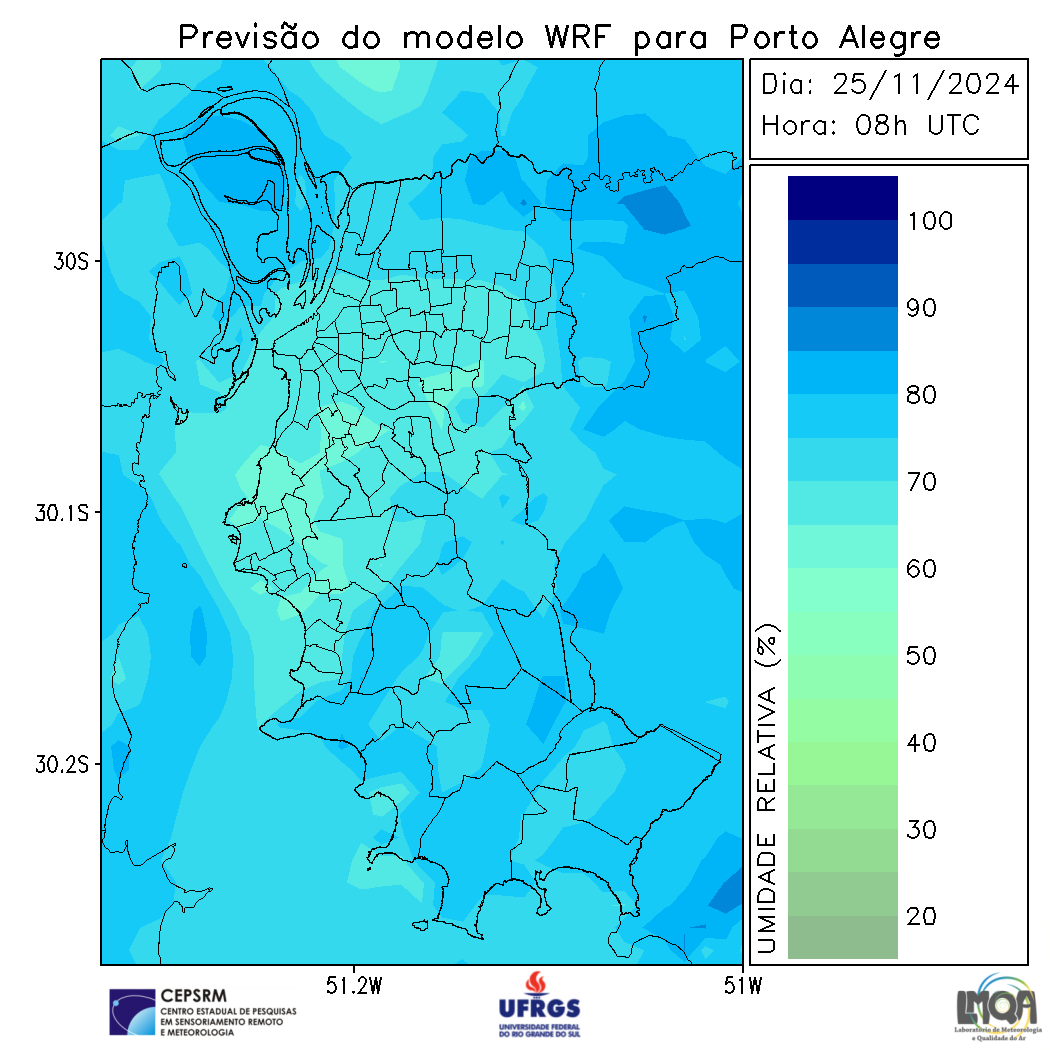 Previsão do modelo WRF para Porto Alegre
Dia: 25/11/2024
Hora: 08h UTC
30S
30.1S
30.2S
51.2W
51W
100
90
80
70
60
50
40
30
20
UMIDADE RELATIVA (%)
CEPSRM
CENTRO ESTADUAL DE PESQUISAS
EM SENSORIAMENTO REMOTO
E METEOROLOGIA
UFRGS
UNIVERSIDADE FEDERAL
DO RIO GRANDE DO SUL
LMQA
Laboratório de Meteorologia
e Qualidade do Ar